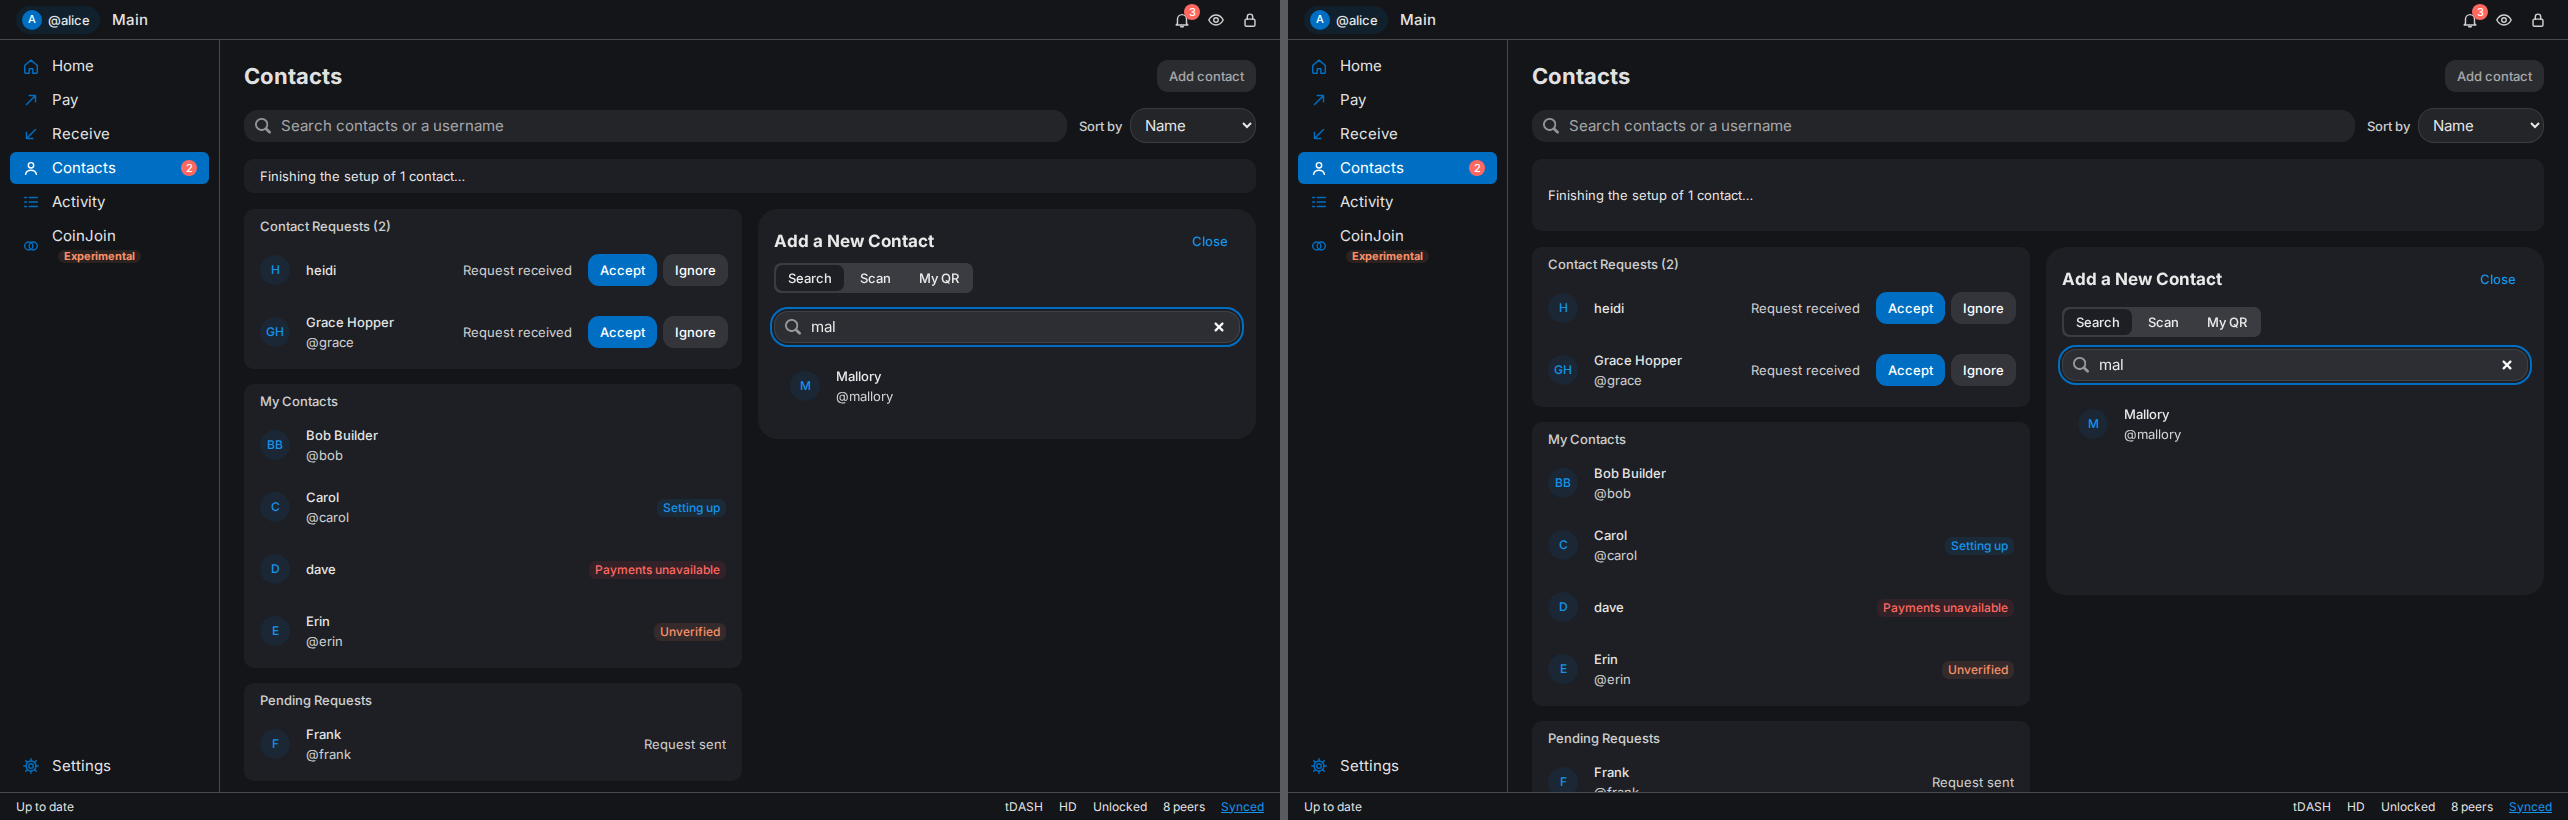 A @alice Main 3
Home
Pay
Receive
Contacts 2
Activity
CoinJoin
Experimental
Settings
Contacts Add contact
Search contacts or a username Sort by Name
Finishing the setup of 1 contact...
Contact Requests (2)
H heidi Request received Accept Ignore
GH Grace Hopper Request received Accept Ignore
@grace
My Contacts
BB Bob Builder
@bob
C Carol Setting up
@carol
D dave Payments unavailable
E Erin Unverified
@erin
Pending Requests
F Frank Request sent
@frank
Add a New Contact Close
Search Scan My QR
mal
M Mallory
@mallory
Up to date tDASH HD Unlocked 8 peers Synced
A @alice Main 3
Home
Pay
Receive
Contacts 2
Activity
CoinJoin
Experimental
Settings
Contacts Add contact
Search contacts or a username Sort by Name
Finishing the setup of 1 contact...
Contact Requests (2)
H heidi Request received Accept Ignore
GH Grace Hopper Request received Accept Ignore
@grace
My Contacts
BB Bob Builder
@bob
C Carol Setting up
@carol
D dave Payments unavailable
E Erin Unverified
@erin
Pending Requests
F Frank Request sent
@frank
Add a New Contact Close
Search Scan My QR
mal
M Mallory
@mallory
Up to date tDASH HD Unlocked 8 peers Synced